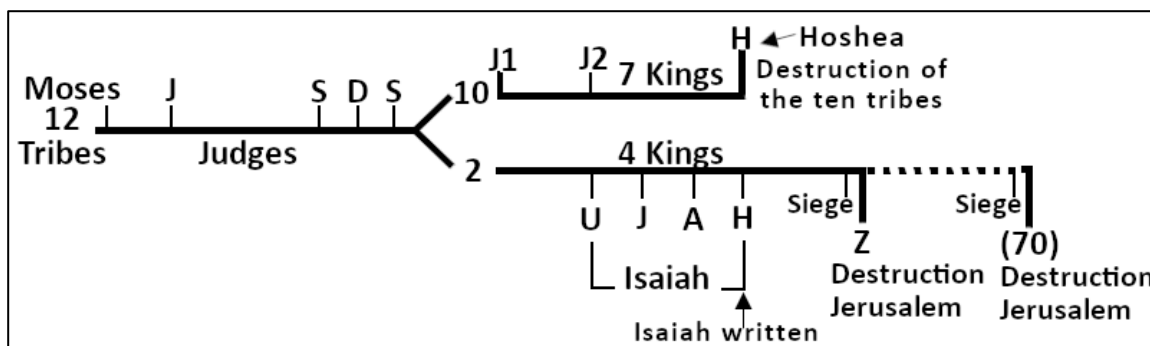 J1 J2 H Hoshea
7 Kings Destruction of
the ten tribes
Moses J S D S 10
12
Tribes Judges
2 4 Kings
U J A H Siege Siege
Z (70)
Isaiah Destruction Destruction
Jerusalem Jerusalem
Isaiah written